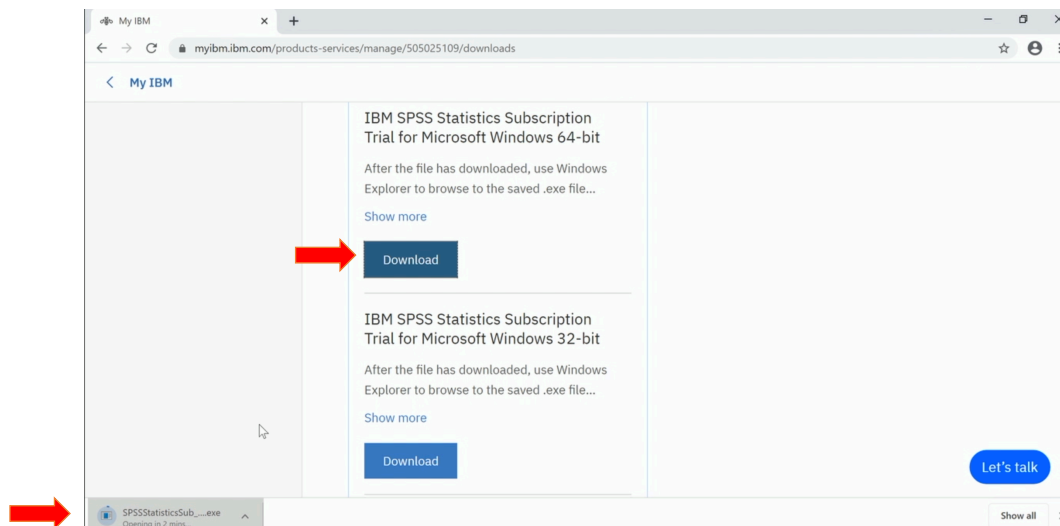 My IBM
myibm.ibm.com/products-services/manage/505025109/downloads
My IBM
IBM SPSS Statistics Subscription
Trial for Microsoft Windows 64-bit
After the file has downloaded, use Windows
Explorer to browse to the saved .exe file...
Show more
Download
IBM SPSS Statistics Subscription
Trial for Microsoft Windows 32-bit
After the file has downloaded, use Windows
Explorer to browse to the saved .exe file...
Show more
Download
Let's talk
SPSSStatisticsSub_....exe
Opening in 2 mins
Show all